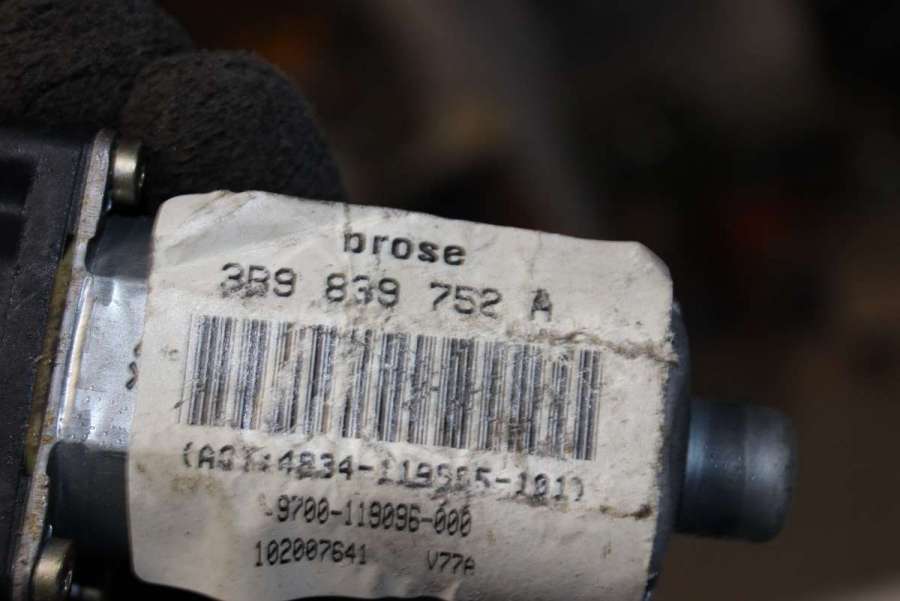 brose
3B9 839 752 A
9700-119096-000
102007641 V77A